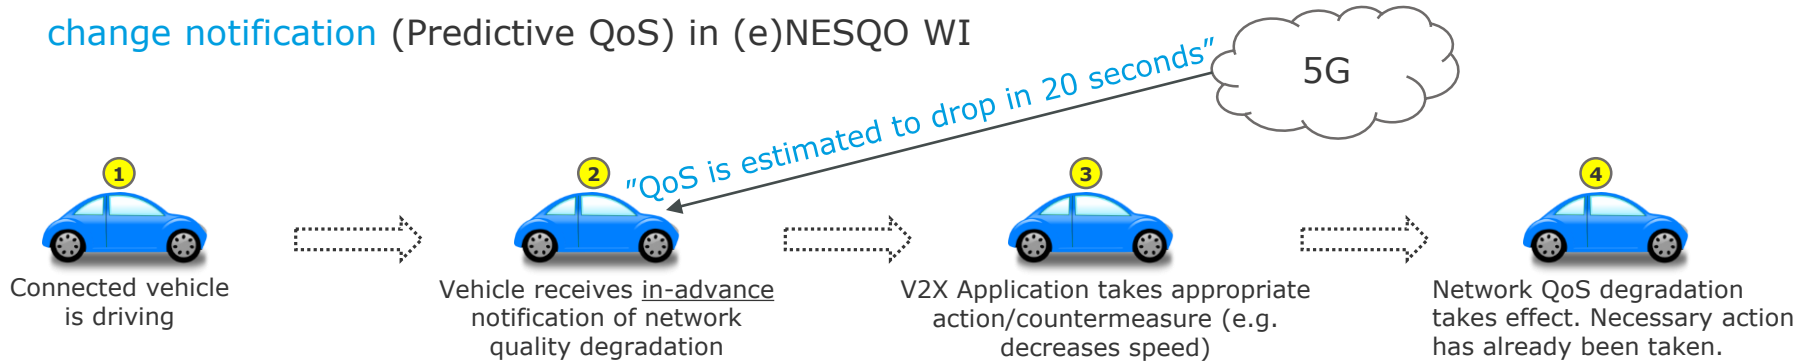 change notification (Predictive QoS) in (e)NESQO WI
5G
"QoS is estimated to drop in 20 seconds"
1
2
3
4
Connected vehicle
is driving
Vehicle receives in-advance
notification of network
quality degradation
V2X Application takes appropriate
action/countermeasure (e.g.
decreases speed)
Network QoS degradation
takes effect. Necessary action
has already been taken.